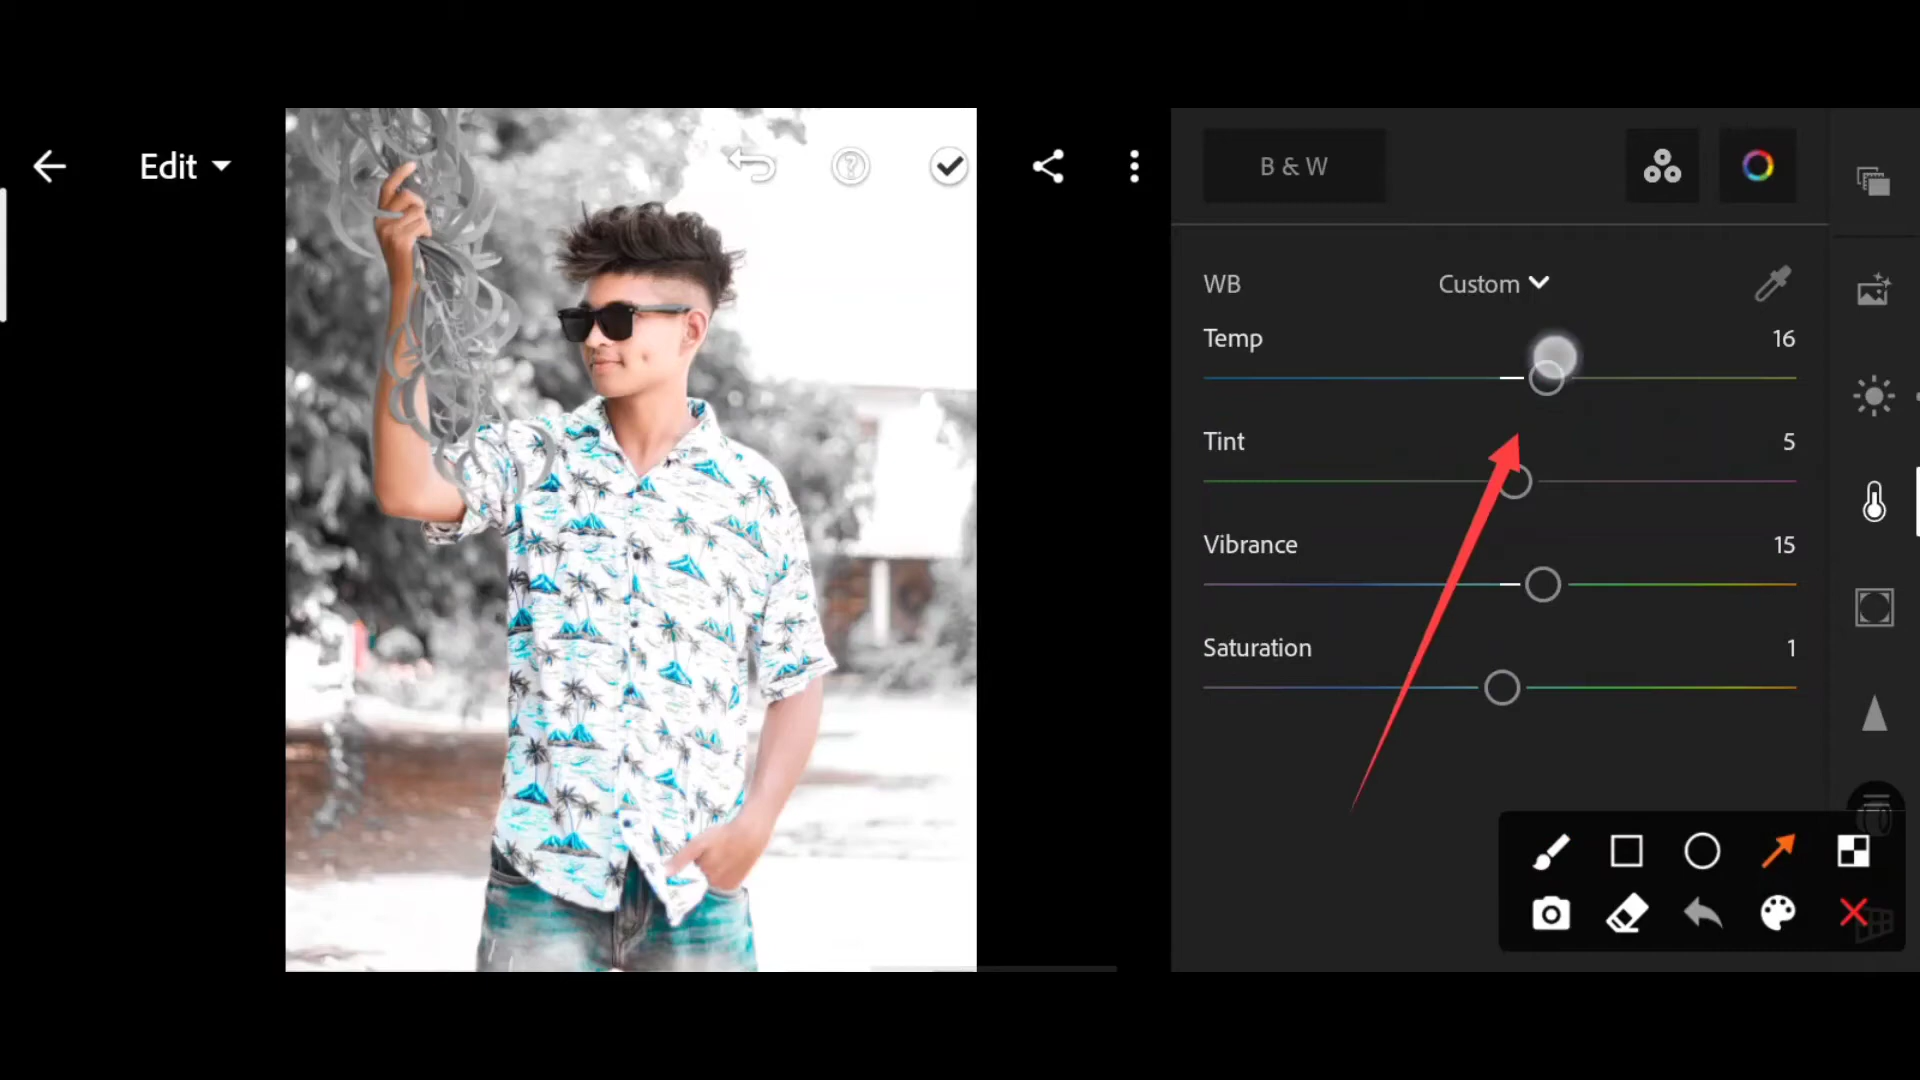 Edit
B & W
WB Custom
Temp 16
Tint 5
Vibrance 15
Saturation 1